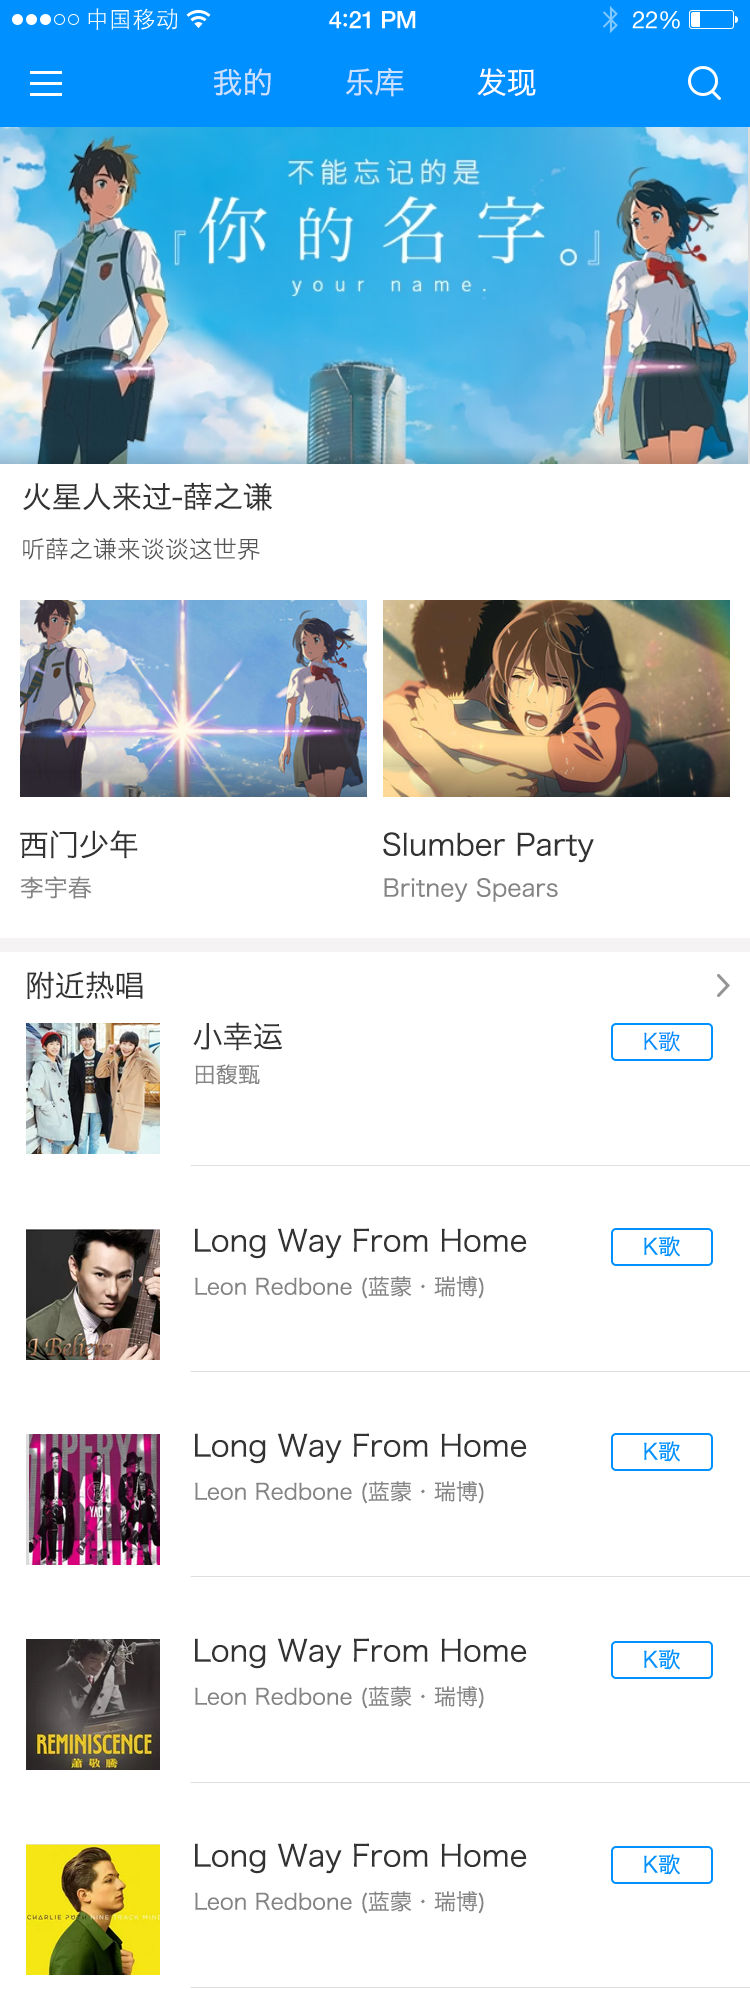 中国移动 4:21 PM 22%
我的 乐库 发现
不能忘记的是
『你的名字。』
your name.
火星人来过-薛之谦
听薛之谦来谈谈这世界
西门少年
李宇春
Slumber Party
Britney Spears
附近热唱
小幸运
K歌
田馥甄
Long Way From Home
K歌
Leon Redbone (蓝蒙 · 瑞博)
I Believe
Long Way From Home
K歌
Leon Redbone (蓝蒙 · 瑞博)
Long Way From Home
K歌
Leon Redbone (蓝蒙 · 瑞博)
REMINISCENCE
蕭敬騰
Long Way From Home
K歌
Leon Redbone (蓝蒙 · 瑞博)
CHARLIE PUTH NINE TRACK MIND